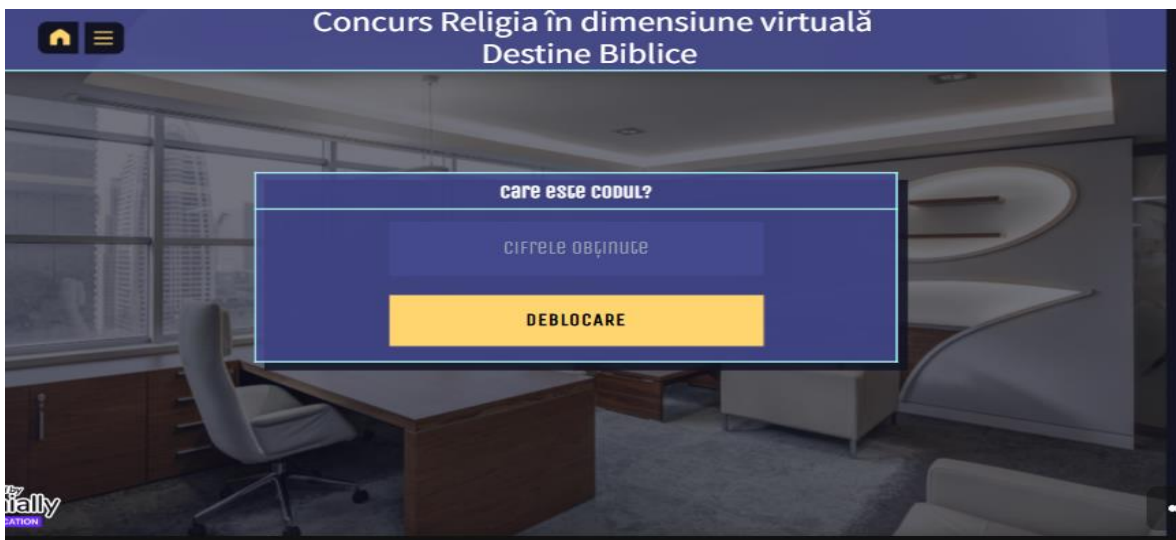 Concurs Religia în dimensiune virtuală
Destine Biblice
Care este codul?
Cifrele obținute
DEBLOCARE